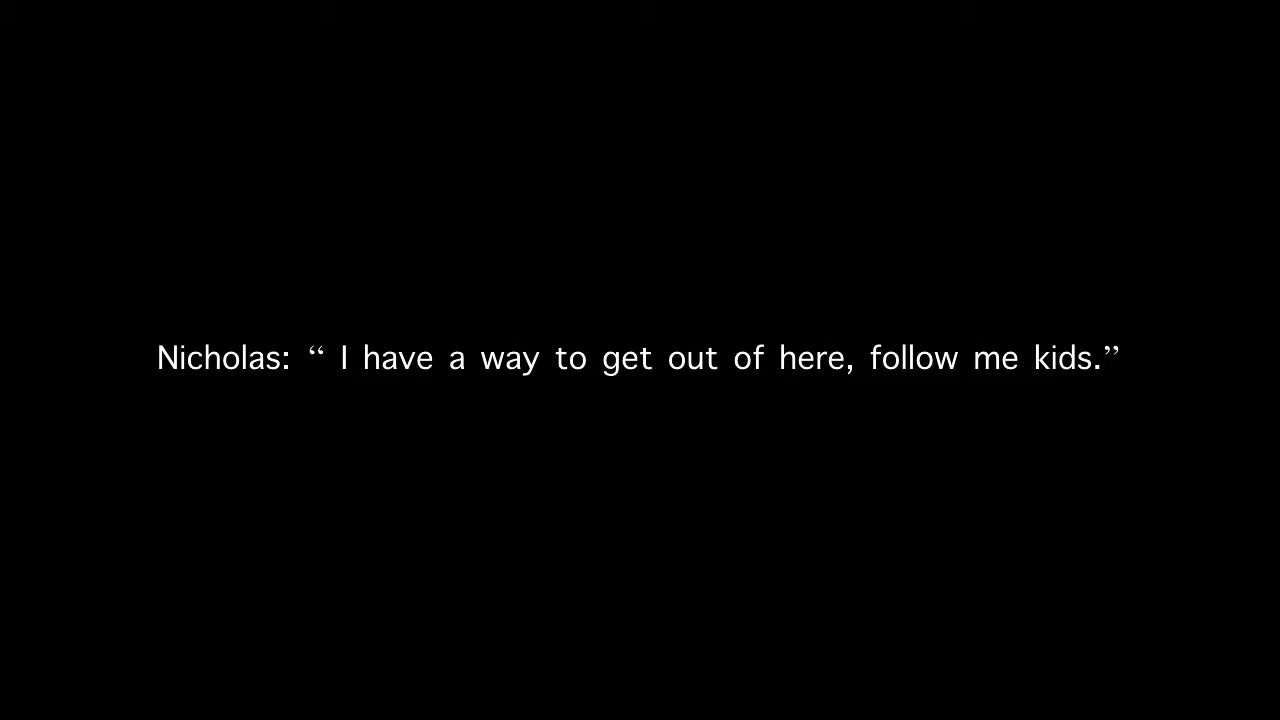 Nicholas: “ I have a way to get out of here, follow me kids.”